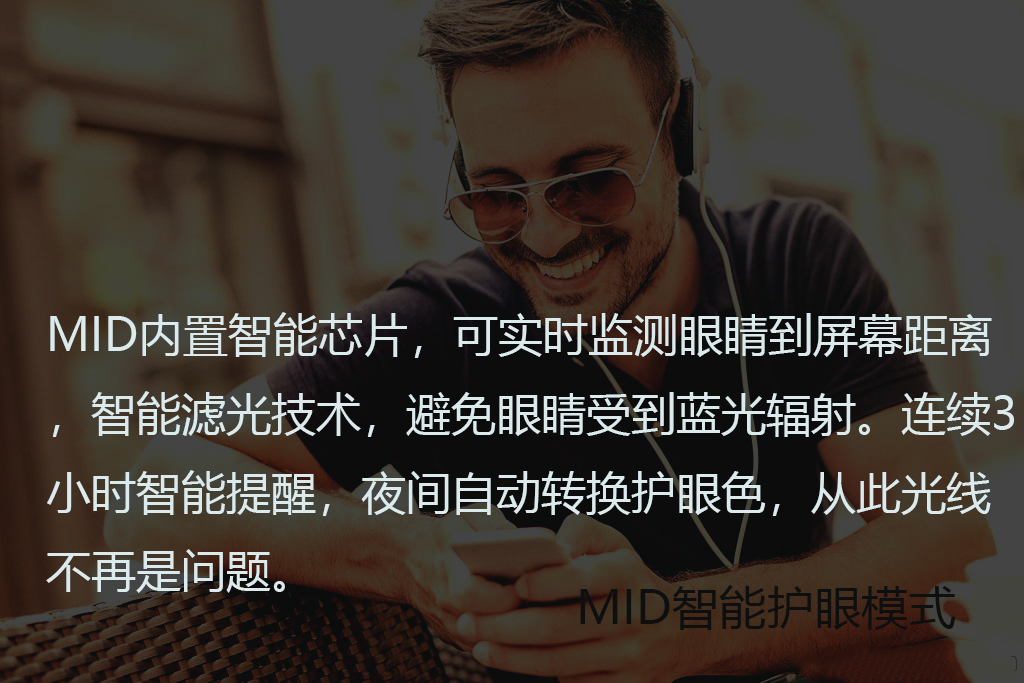 MID内置智能芯片，可实时监测眼睛到屏幕距离
，智能滤光技术，避免眼睛受到蓝光辐射。连续3
小时智能提醒，夜间自动转换护眼色，从此光线
不再是问题。
MID智能护眼模式